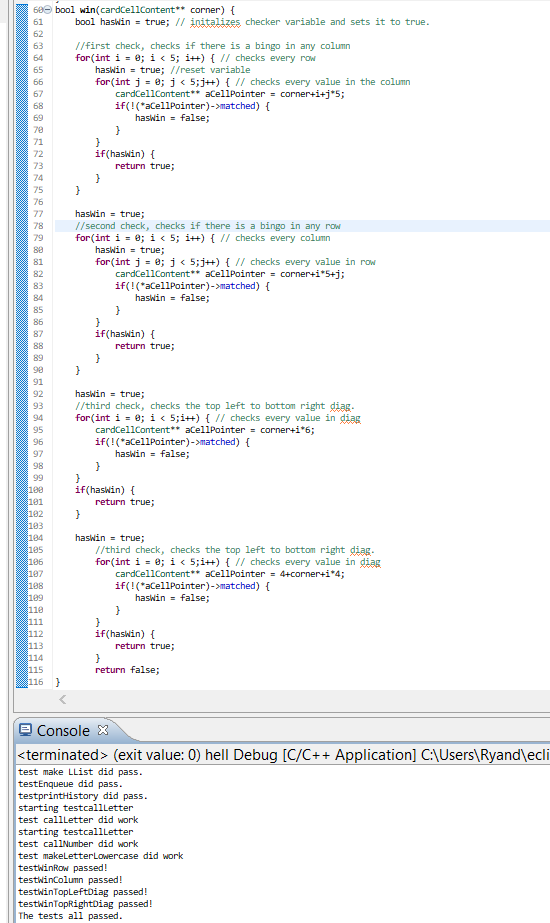 60 bool win(cardCellContent** corner) {
61 bool hasWin = true; // initalizes checker variable and sets it to true.
62
63 //first check, checks if there is a bingo in any column
64 for(int i = 0; i < 5; i++) { // checks every row
65 hasWin = true; //reset variable
66 for(int j = 0; j < 5;j++) { // checks every value in the column
67 cardCellContent** aCellPointer = corner+i+j*5;
68 if(!(*aCellPointer)->matched) {
69 hasWin = false;
70 }
71 }
72 if(hasWin) {
73 return true;
74 }
75 }
76
77 hasWin = true;
78 //second check, checks if there is a bingo in any row
79 for(int i = 0; i < 5; i++) { // checks every column
80 hasWin = true;
81 for(int j = 0; j < 5;j++) { // checks every value in row
82 cardCellContent** aCellPointer = corner+i*5+j;
83 if(!(*aCellPointer)->matched) {
84 hasWin = false;
85 }
86 }
87 if(hasWin) {
88 return true;
89 }
90 }
91
92 hasWin = true;
93 //third check, checks the top left to bottom right diag.
94 for(int i = 0; i < 5;i++) { // checks every value in diag
95 cardCellContent** aCellPointer = corner+i*6;
96 if(!(*aCellPointer)->matched) {
97 hasWin = false;
98 }
99 }
100 if(hasWin) {
101 return true;
102 }
103
104 hasWin = true;
105 //third check, checks the top left to bottom right diag.
106 for(int i = 0; i < 5;i++) { // checks every value in diag
107 cardCellContent** aCellPointer = 4+corner+i*4;
108 if(!(*aCellPointer)->matched) {
109 hasWin = false;
110 }
111 }
112 if(hasWin) {
113 return true;
114 }
115 return false;
116 }
Console
<terminated> (exit value: 0) hell Debug [C/C++ Application] C:\Users\Ryand\ecli
test make LList did pass.
testEnqueue did pass.
testprintHistory did pass.
starting testcallLetter
test callLetter did work
starting testcallLetter
test callNumber did work
test makeLetterLowercase did work
testWinRow passed!
testWinColumn passed!
testWinTopLeftDiag passed!
testWinTopRightDiag passed!
The tests all passed.